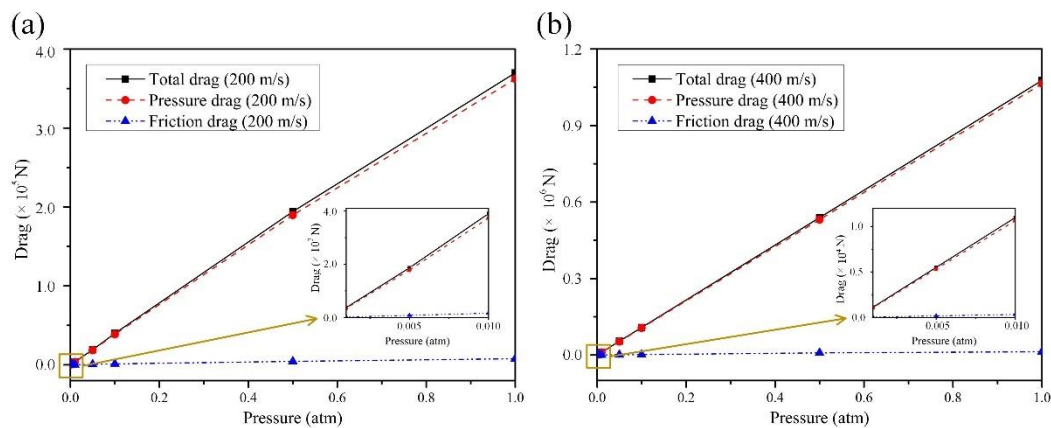 (a)
4.0
3.0
2.0
1.0
0.0
Drag (× 10⁵ N)
Total drag (200 m/s)
Pressure drag (200 m/s)
Friction drag (200 m/s)
4.0
2.0
0.0
Drag (× 10³ N)
0.005
0.010
Pressure (atm)
0.0
0.2
0.4
0.6
0.8
1.0
Pressure (atm)
(b)
1.2
0.9
0.6
0.3
0.0
Drag (× 10⁶ N)
Total drag (400 m/s)
Pressure drag (400 m/s)
Friction drag (400 m/s)
1.0
0.5
0.0
Drag (× 10⁴ N)
0.005
0.010
Pressure (atm)
0.0
0.2
0.4
0.6
0.8
1.0
Pressure (atm)